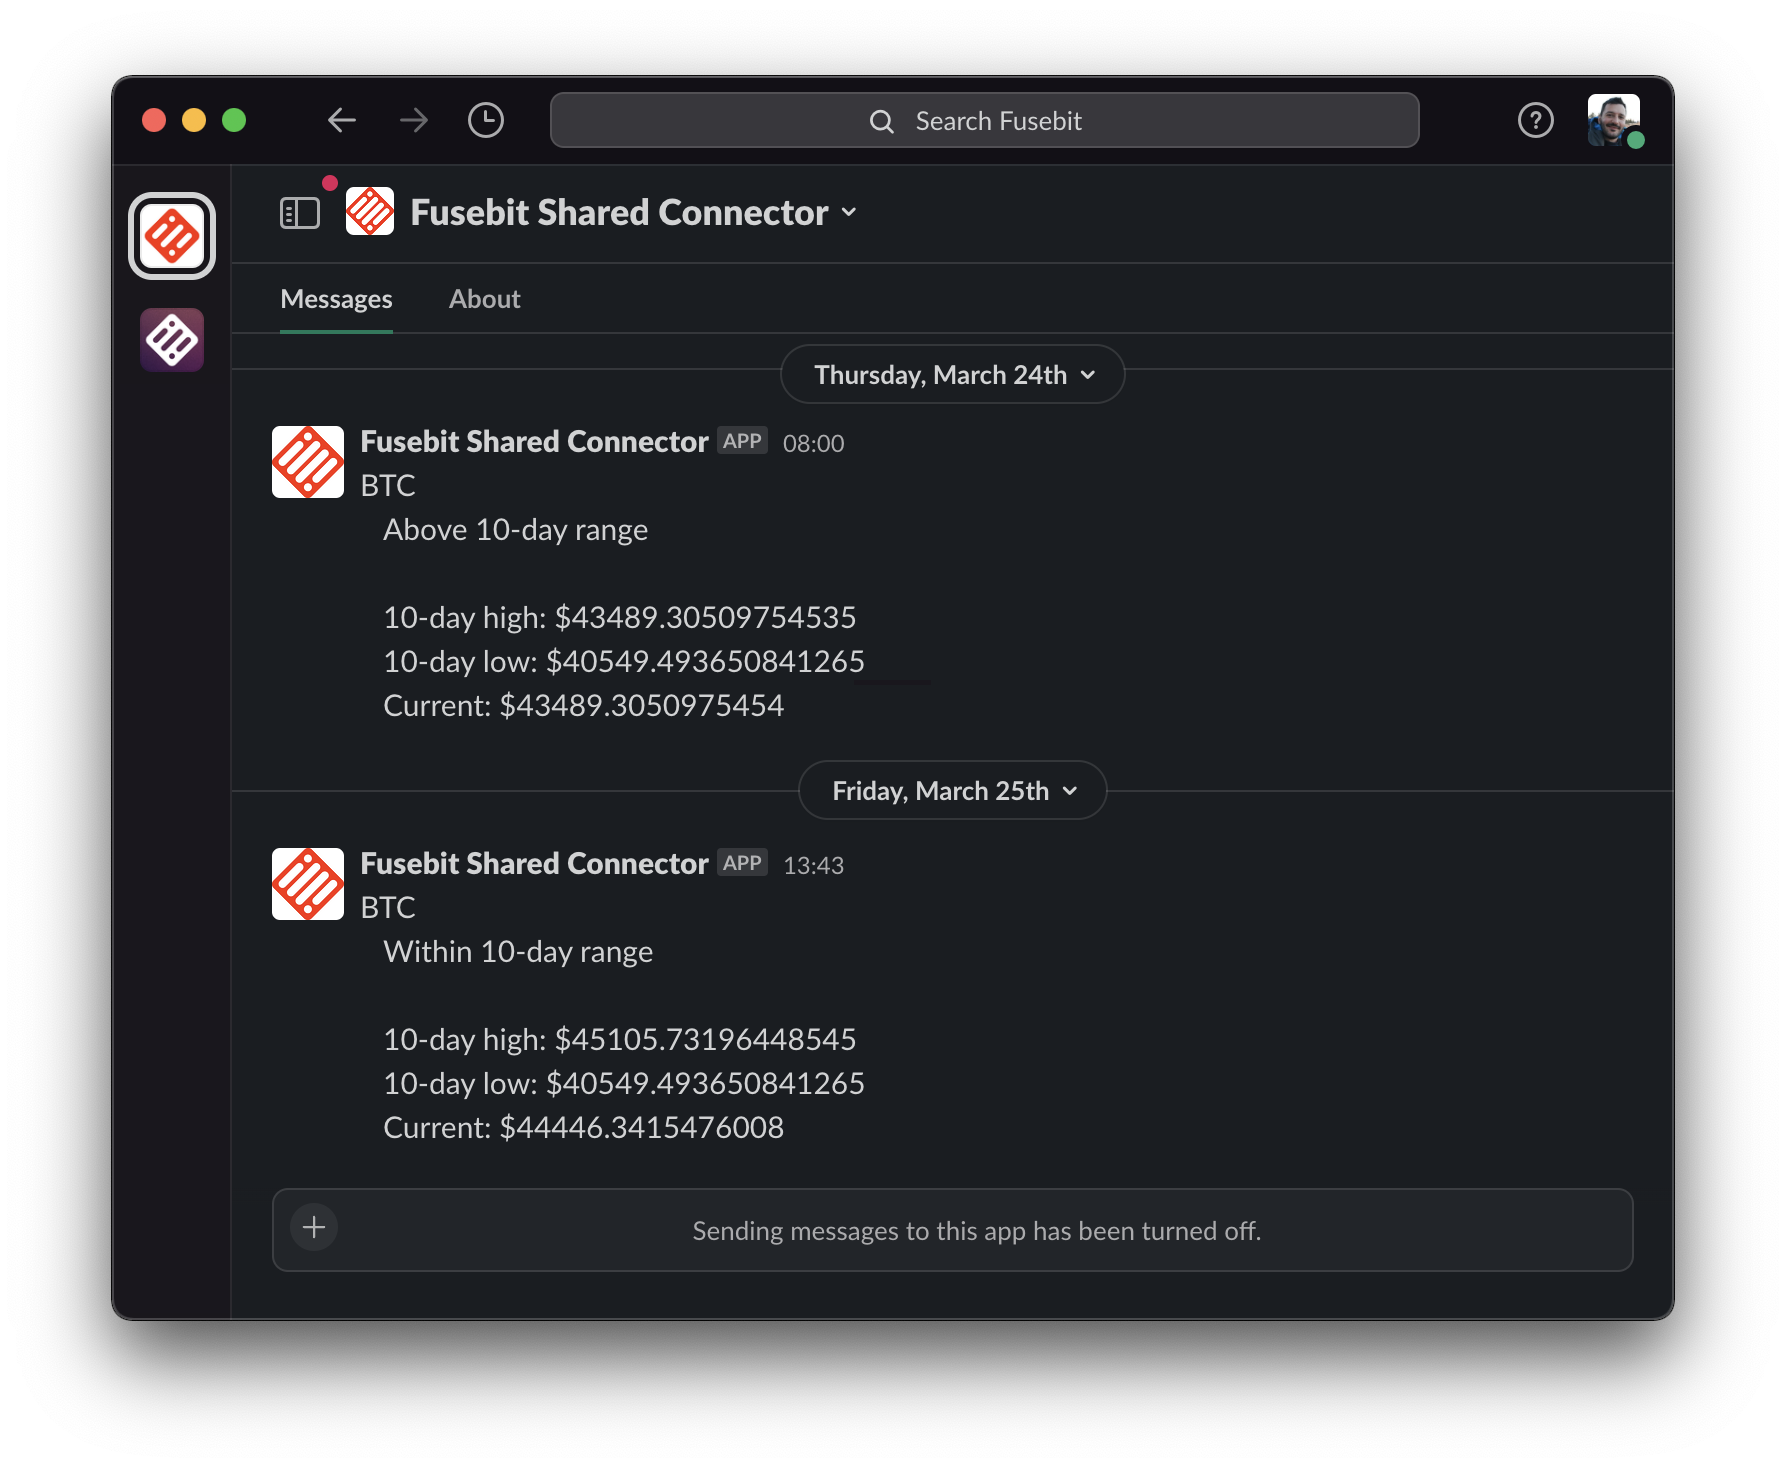 Search Fusebit
Fusebit Shared Connector
Messages About
Thursday, March 24th
Fusebit Shared Connector APP 08:00
BTC
Above 10-day range
10-day high: $43489.30509754535
10-day low: $40549.493650841265
Current: $43489.3050975454
Friday, March 25th
Fusebit Shared Connector APP 13:43
BTC
Within 10-day range
10-day high: $45105.73196448545
10-day low: $40549.493650841265
Current: $44446.3415476008
Sending messages to this app has been turned off.